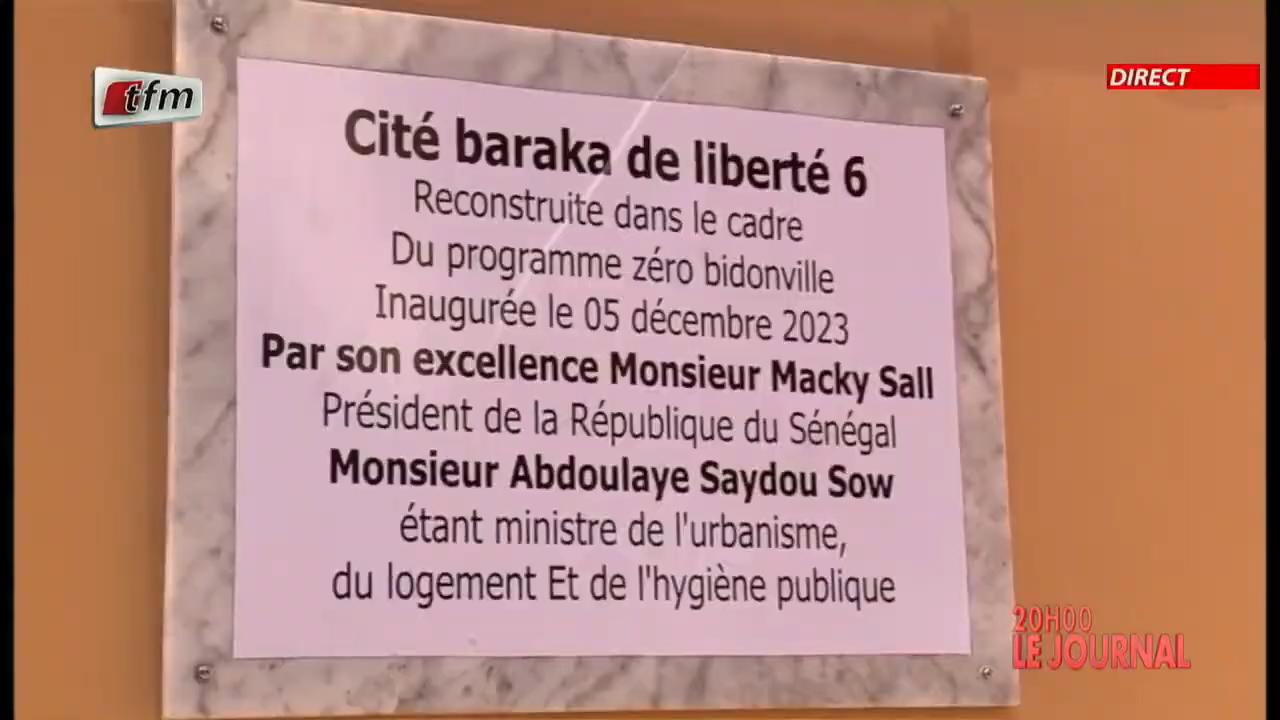 tfm
DIRECT
Cité baraka de liberté 6
Reconstruite dans le cadre
Du programme zéro bidonville
Inaugurée le 05 décembre 2023
Par son excellence Monsieur Macky Sall
Président de la République du Sénégal
Monsieur Abdoulaye Saydou Sow
étant ministre de l'urbanisme,
du logement Et de l'hygiène publique
20H00
LE JOURNAL